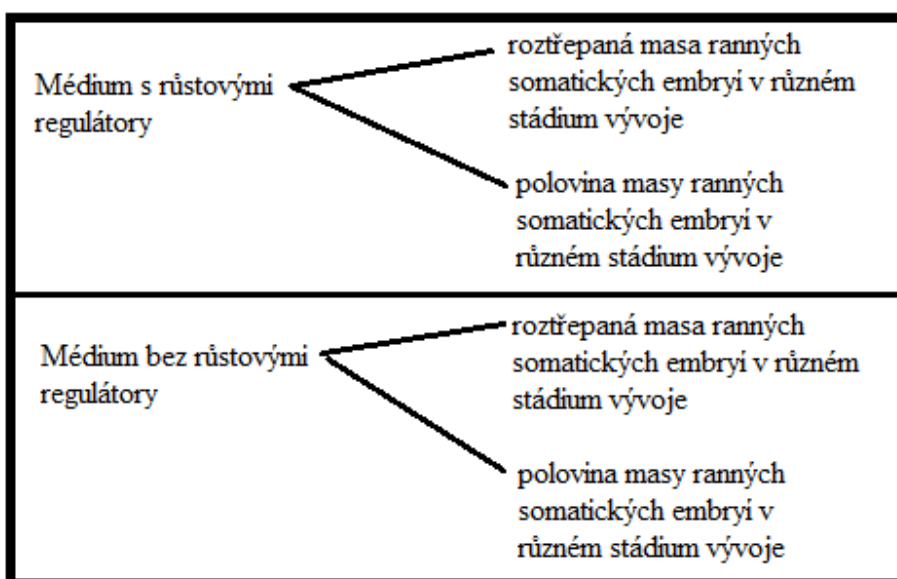 Médium s růstovými
regulátory
roztřepaná masa ranných
somatických embryí v různém
stádium vývoje
polovina masy ranných
somatických embryí v
různém stádium vývoje
Médium bez růstovými
regulátory
roztřepaná masa ranných
somatických embryí v různém
stádium vývoje
polovina masy ranných
somatických embryí v
různém stádium vývoje